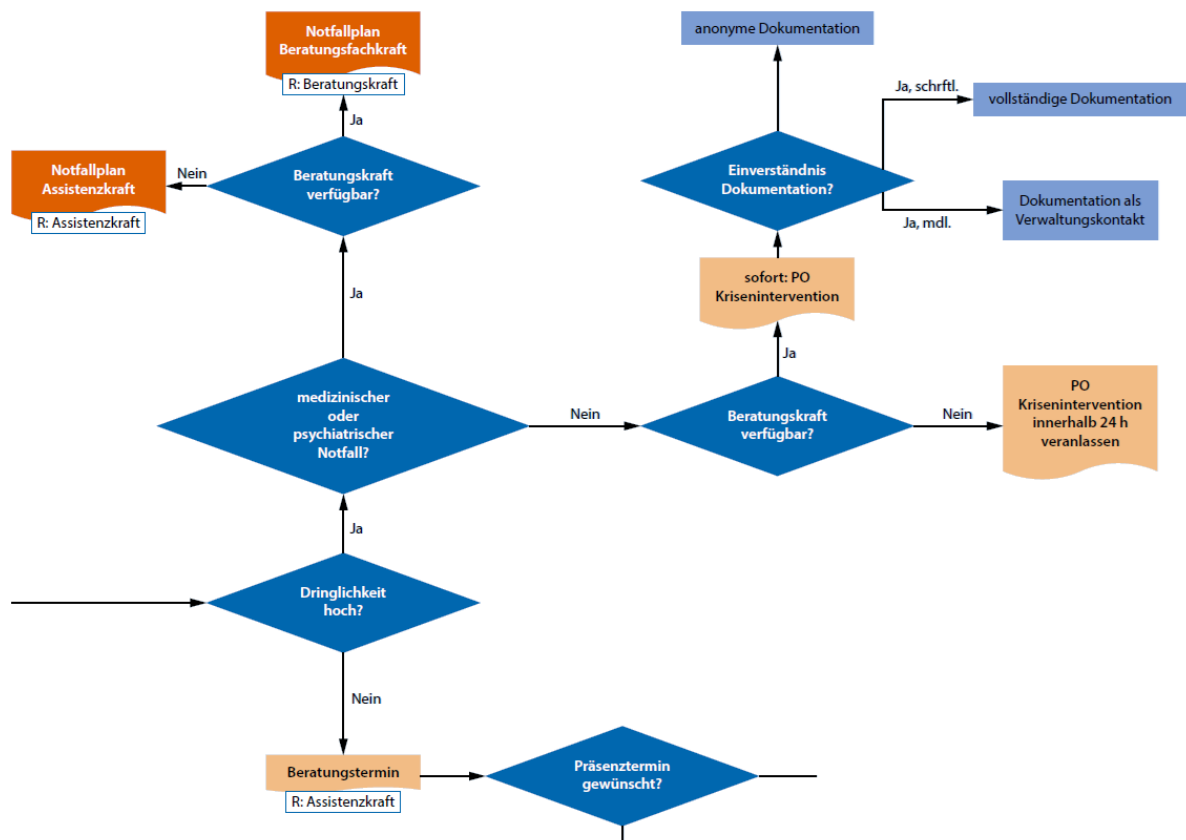 Notfallplan
Beratungsfachkraft
R: Beratungskraft
anonyme Dokumentation
Ja, schrftl.
vollständige Dokumentation
Ja
Notfallplan
Assistenzkraft
R: Assistenzkraft
Nein
Beratungskraft
verfügbar?
Einverständnis
Dokumentation?
Dokumentation als
Verwaltungskontakt
Ja, mdl.
Ja
sofort: PO
Krisenintervention
Ja
medizinischer
oder
psychiatrischer
Notfall?
Nein
Beratungskraft
verfügbar?
Nein
PO
Krisenintervention
innerhalb 24 h
veranlassen
Ja
Dringlichkeit
hoch?
Nein
Beratungstermin
R: Assistenzkraft
Präsenztermin
gewünscht?